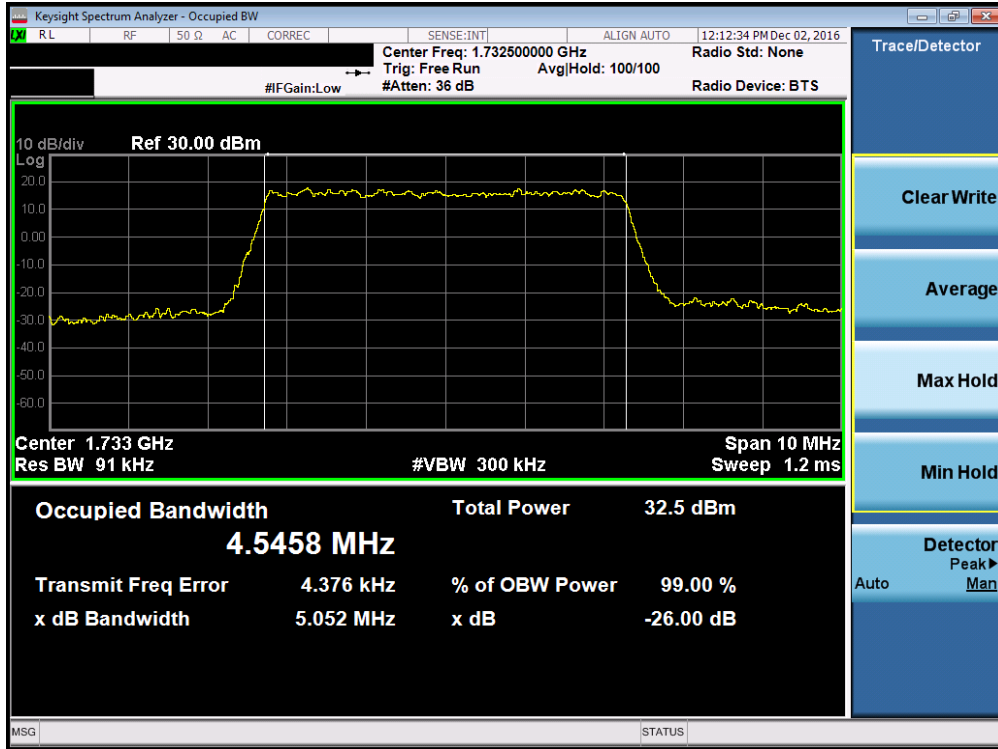 Keysight Spectrum Analyzer - Occupied BW
LXI RL RF 50 Ω AC CORREC SENSE:INT ALIGN AUTO 12:12:34 PM Dec 02, 2016
Center Freq: 1.732500000 GHz Radio Std: None
Trig: Free Run Avg|Hold: 100/100
#IFGain:Low #Atten: 36 dB Radio Device: BTS
Trace/Detector
10 dB/div Ref 30.00 dBm
Log
20.0
10.0
0.00
-10.0
-20.0
-30.0
-40.0
-50.0
-60.0
Center 1.733 GHz Span 10 MHz
Res BW 91 kHz #VBW 300 kHz Sweep 1.2 ms
Occupied Bandwidth Total Power 32.5 dBm
4.5458 MHz
Transmit Freq Error 4.376 kHz % of OBW Power 99.00 %
x dB Bandwidth 5.052 MHz x dB -26.00 dB
Clear Write
Average
Max Hold
Min Hold
Detector
Peak▶
Auto Man
MSG STATUS